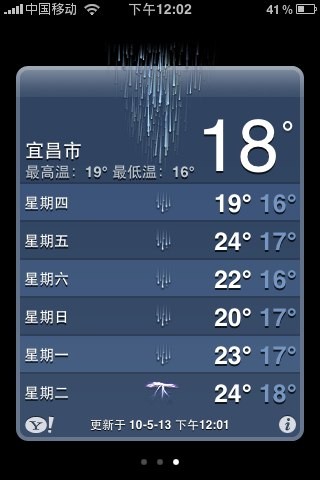 中国移动 下午12:02 41%
宜昌市 18°
最高温：19° 最低温：16°
星期四 19° 16°
星期五 24° 17°
星期六 22° 16°
星期日 20° 17°
星期一 23° 17°
星期二 24° 18°
Y! 更新于 10-5-13 下午12:01 i